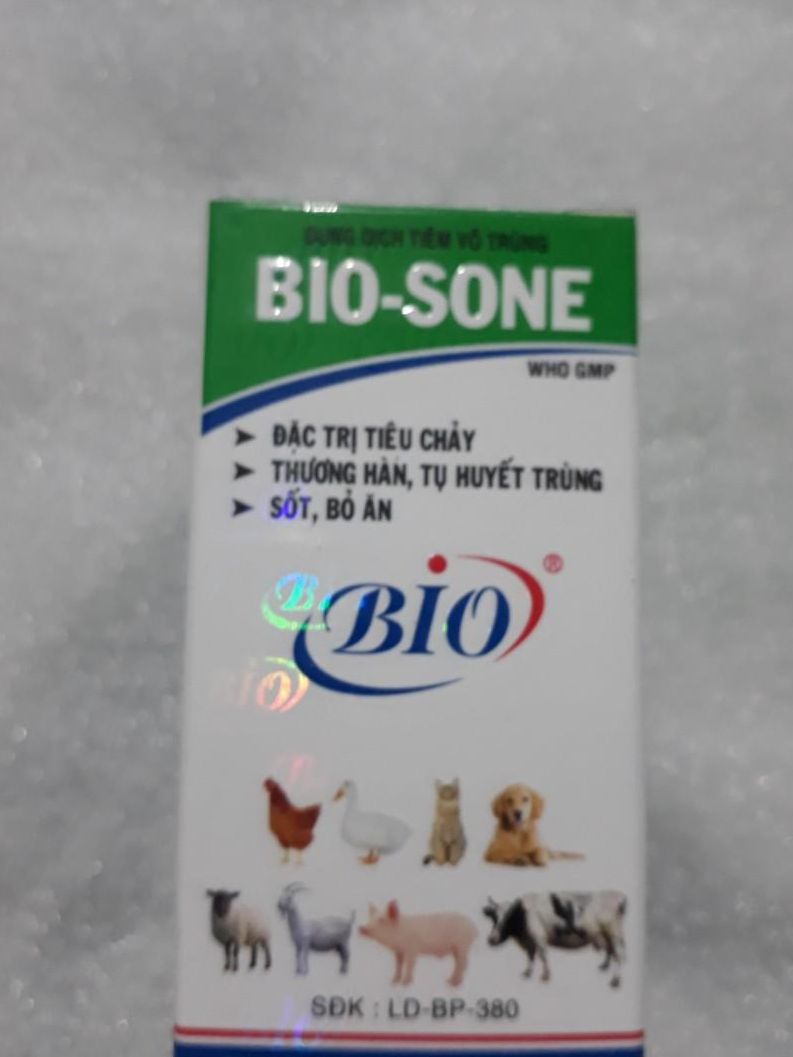 DUNG DỊCH TIÊM VÔ TRÙNG
BIO-SONE
WHO GMP
➤ ĐẶC TRỊ TIÊU CHẢY
➤ THƯƠNG HÀN, TỤ HUYẾT TRÙNG
➤ SỐT, BỎ ĂN
BIO®
SĐK : LD-BP-380